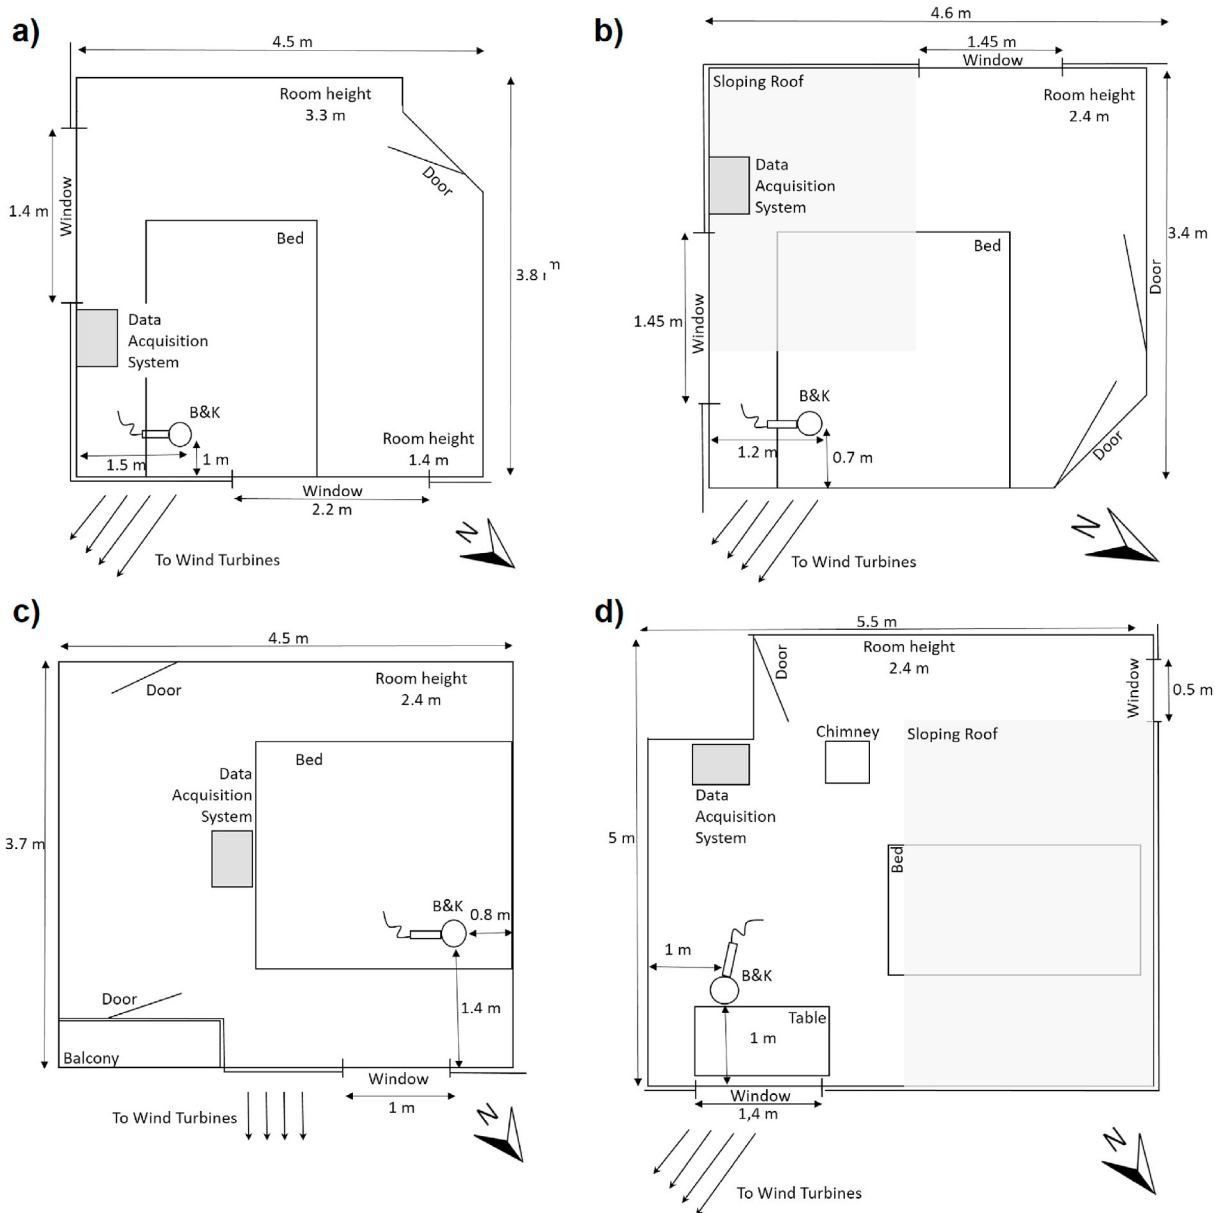 a)
4.5 m
Room height
3.3 m
Door
1.4 m
Window
Bed
3.8 m
Data
Acquisition
System
B&K
1.5 m
1 m
Room height
1.4 m
Window
2.2 m
To Wind Turbines
N
b)
4.6 m
1.45 m
Window
Sloping Roof
Room height
2.4 m
Data
Acquisition
System
Bed
3.4 m
Door
1.45 m
Window
B&K
1.2 m
0.7 m
Door
To Wind Turbines
N
c)
4.5 m
Door
Room height
2.4 m
Bed
Data
Acquisition
System
3.7 m
B&K
0.8 m
Door
1.4 m
Balcony
Window
1 m
To Wind Turbines
N
d)
5.5 m
Room height
2.4 m
Door
Window
0.5 m
Chimney
Sloping Roof
Data
Acquisition
System
5 m
Bed
1 m
B&K
Table
1 m
Window
1,4 m
To Wind Turbines
N